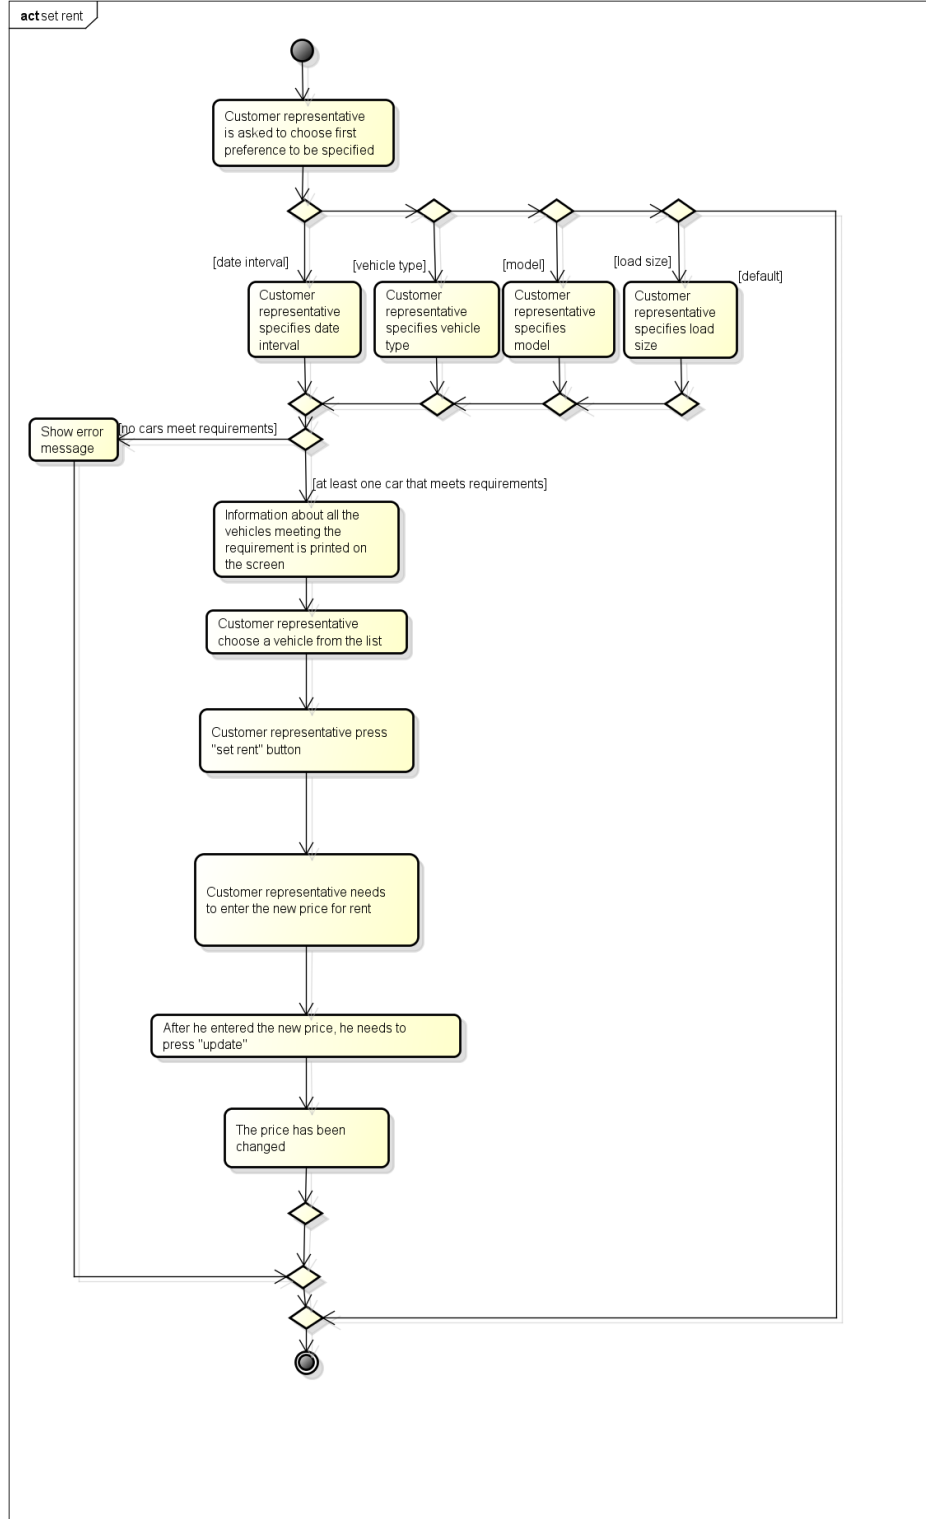 act set rent
Customer representative
is asked to choose first
preference to be specified
[date interval]
[vehicle type]
[model]
[load size]
[default]
Customer
representative
specifies date
interval
Customer
representative
specifies vehicle
type
Customer
representative
specifies
model
Customer
representative
specifies load
size
Show error
message
[no cars meet requirements]
[at least one car that meets requirements]
Information about all the
vehicles meeting the
requirement is printed on
the screen
Customer representative
choose a vehicle from the list
Customer representative press
"set rent" button
Customer representative needs
to enter the new price for rent
After he entered the new price, he needs to
press "update"
The price has been
changed